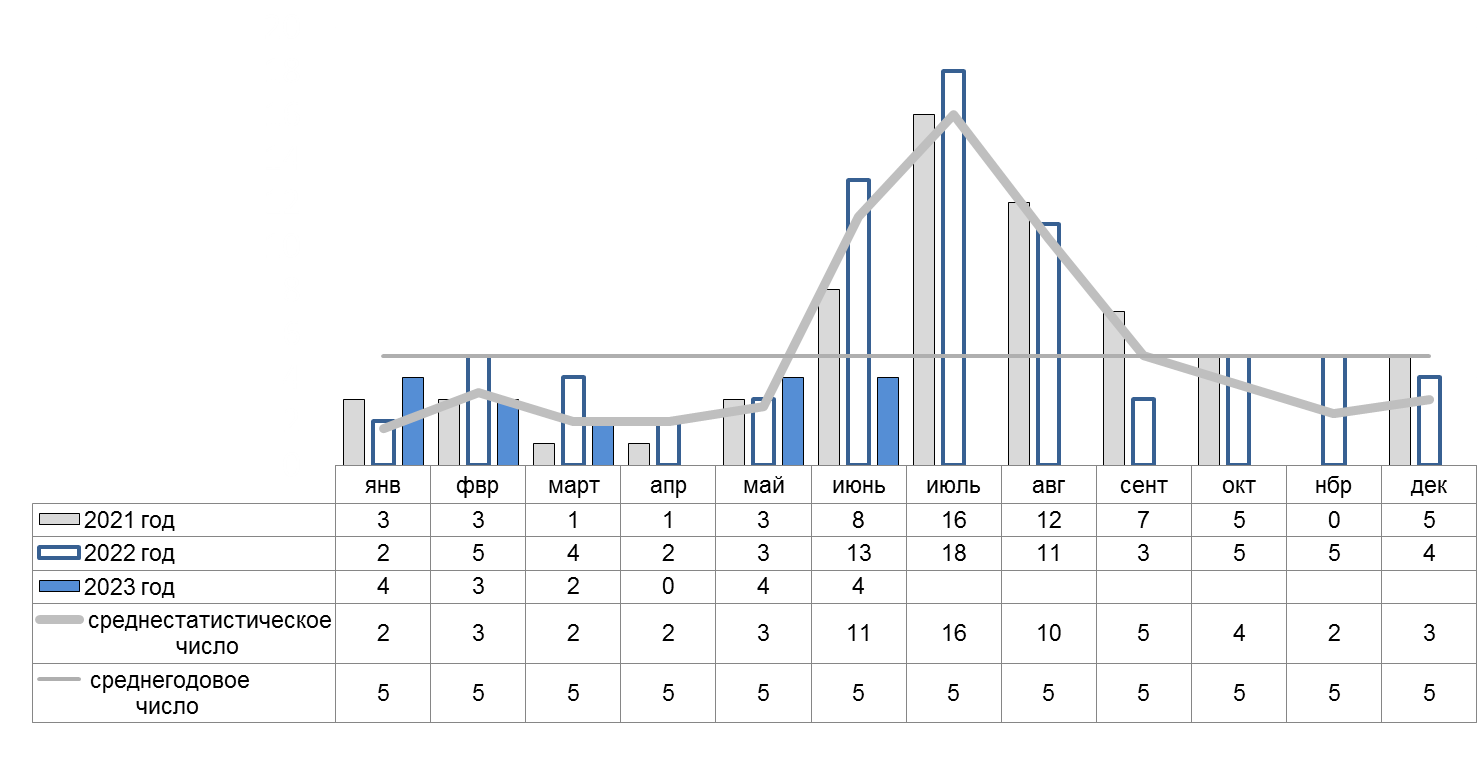 янв фвр март апр май июнь июль авг сент окт нбр дек
2021 год 3 3 1 1 3 8 16 12 7 5 0 5
2022 год 2 5 4 2 3 13 18 11 3 5 5 4
2023 год 4 3 2 0 4 4
среднестатистическое
число 2 3 2 2 3 11 16 10 5 4 2 3
среднегодовое
число 5 5 5 5 5 5 5 5 5 5 5 5